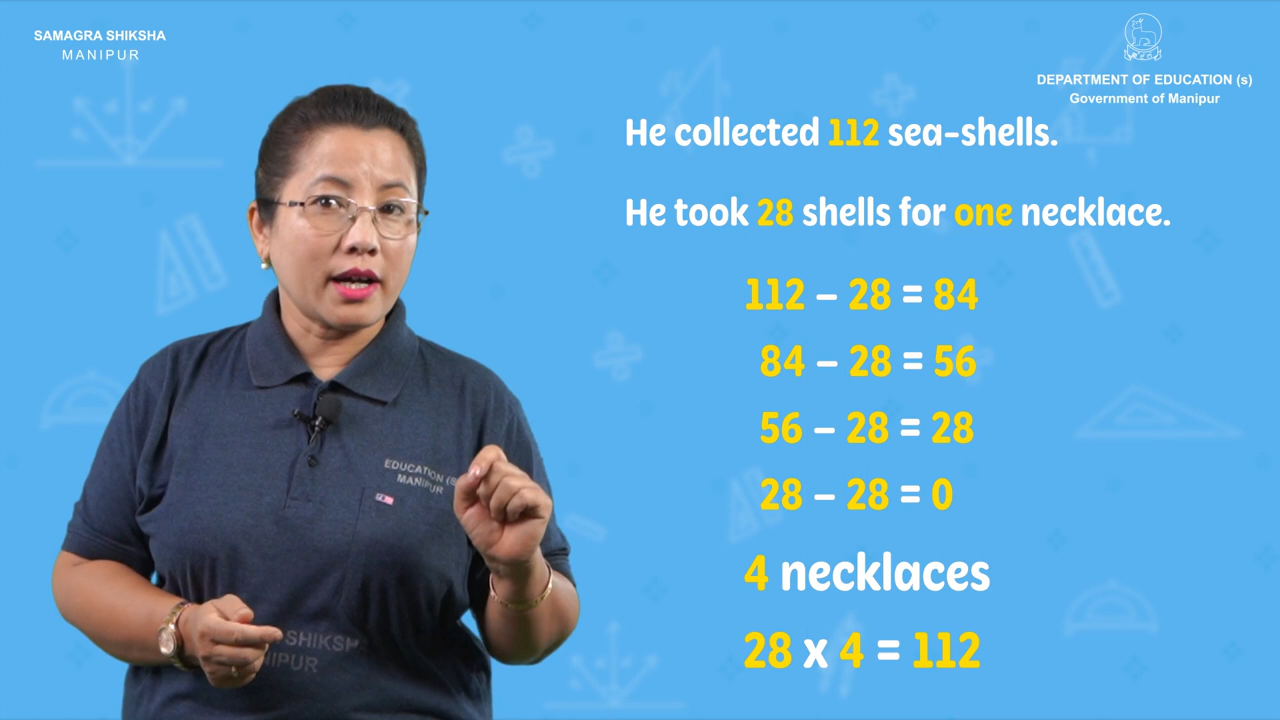 SAMAGRA SHIKSHA
MANIPUR
DEPARTMENT OF EDUCATION (s)
Government of Manipur
He collected 112 sea-shells.
He took 28 shells for one necklace.
112 – 28 = 84
84 – 28 = 56
56 – 28 = 28
28 – 28 = 0
4 necklaces
28 x 4 = 112
EDUCATION (s
MANIPUR
SHIKSH
IPUR